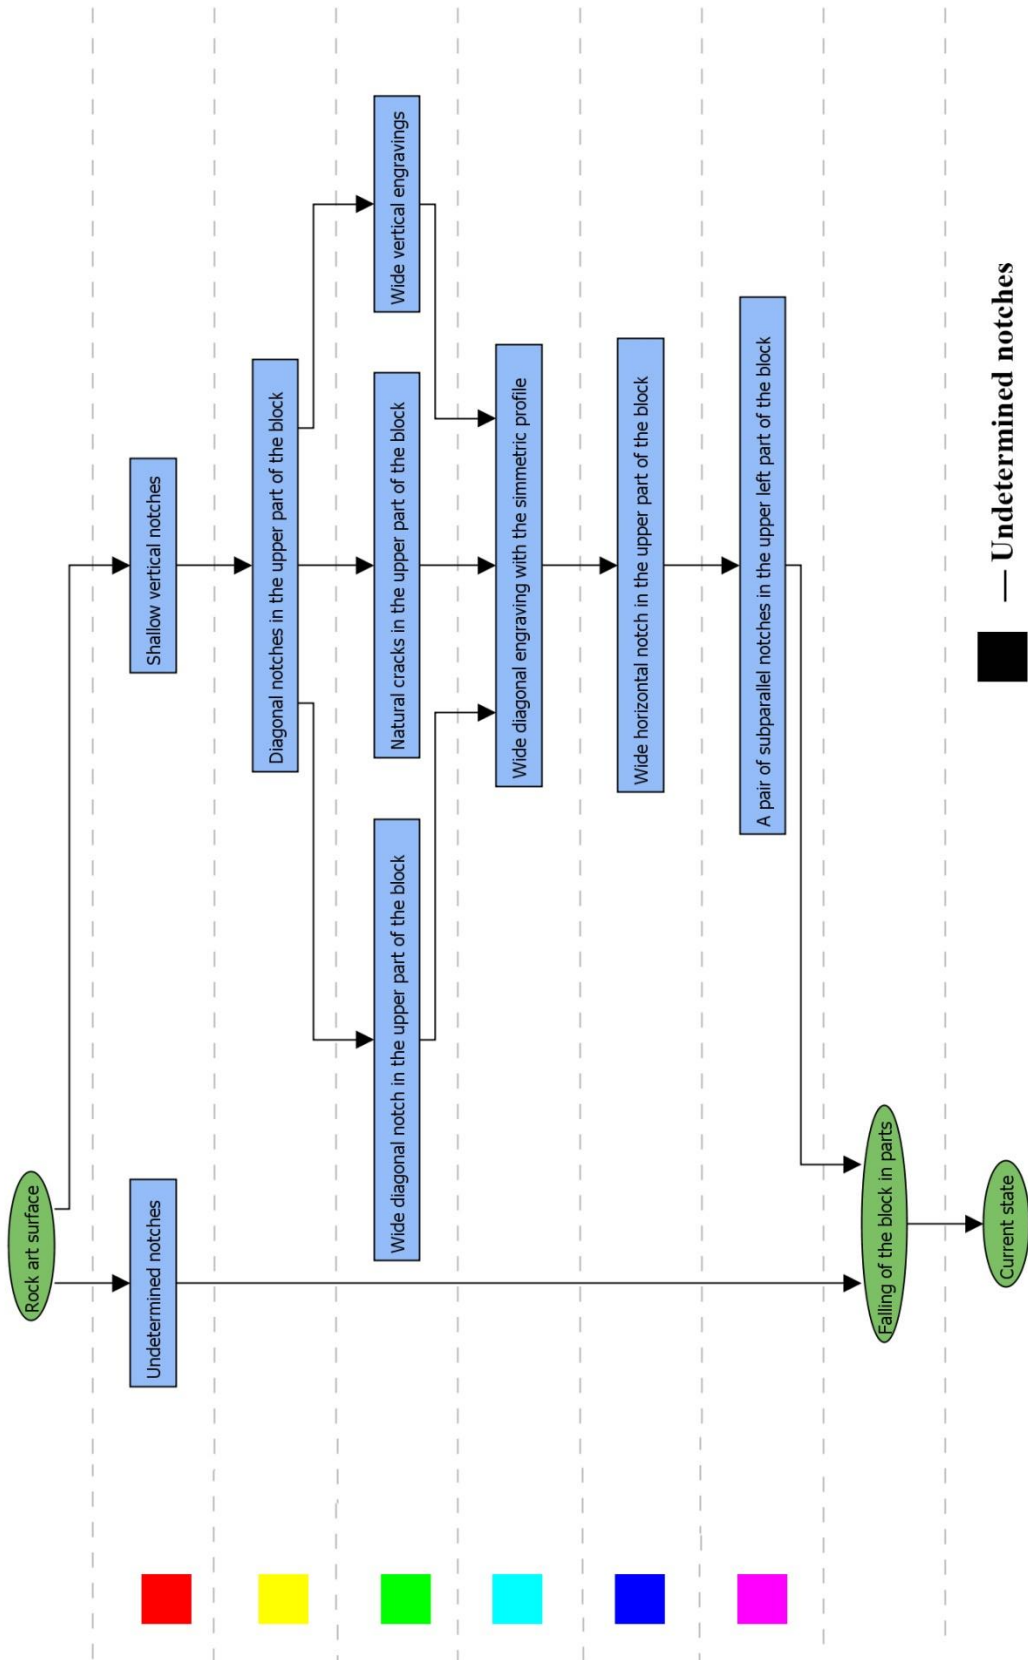 Rock art surface
Undetermined notches
Shallow vertical notches
Diagonal notches in the upper part of the block
Wide diagonal notch in the upper part of the block
Natural cracks in the upper part of the block
Wide vertical engravings
Wide diagonal engraving with the simmetric profile
Wide horizontal notch in the upper part of the block
A pair of subparallel notches in the upper left part of the block
Falling of the block in parts
Current state
— Undetermined notches